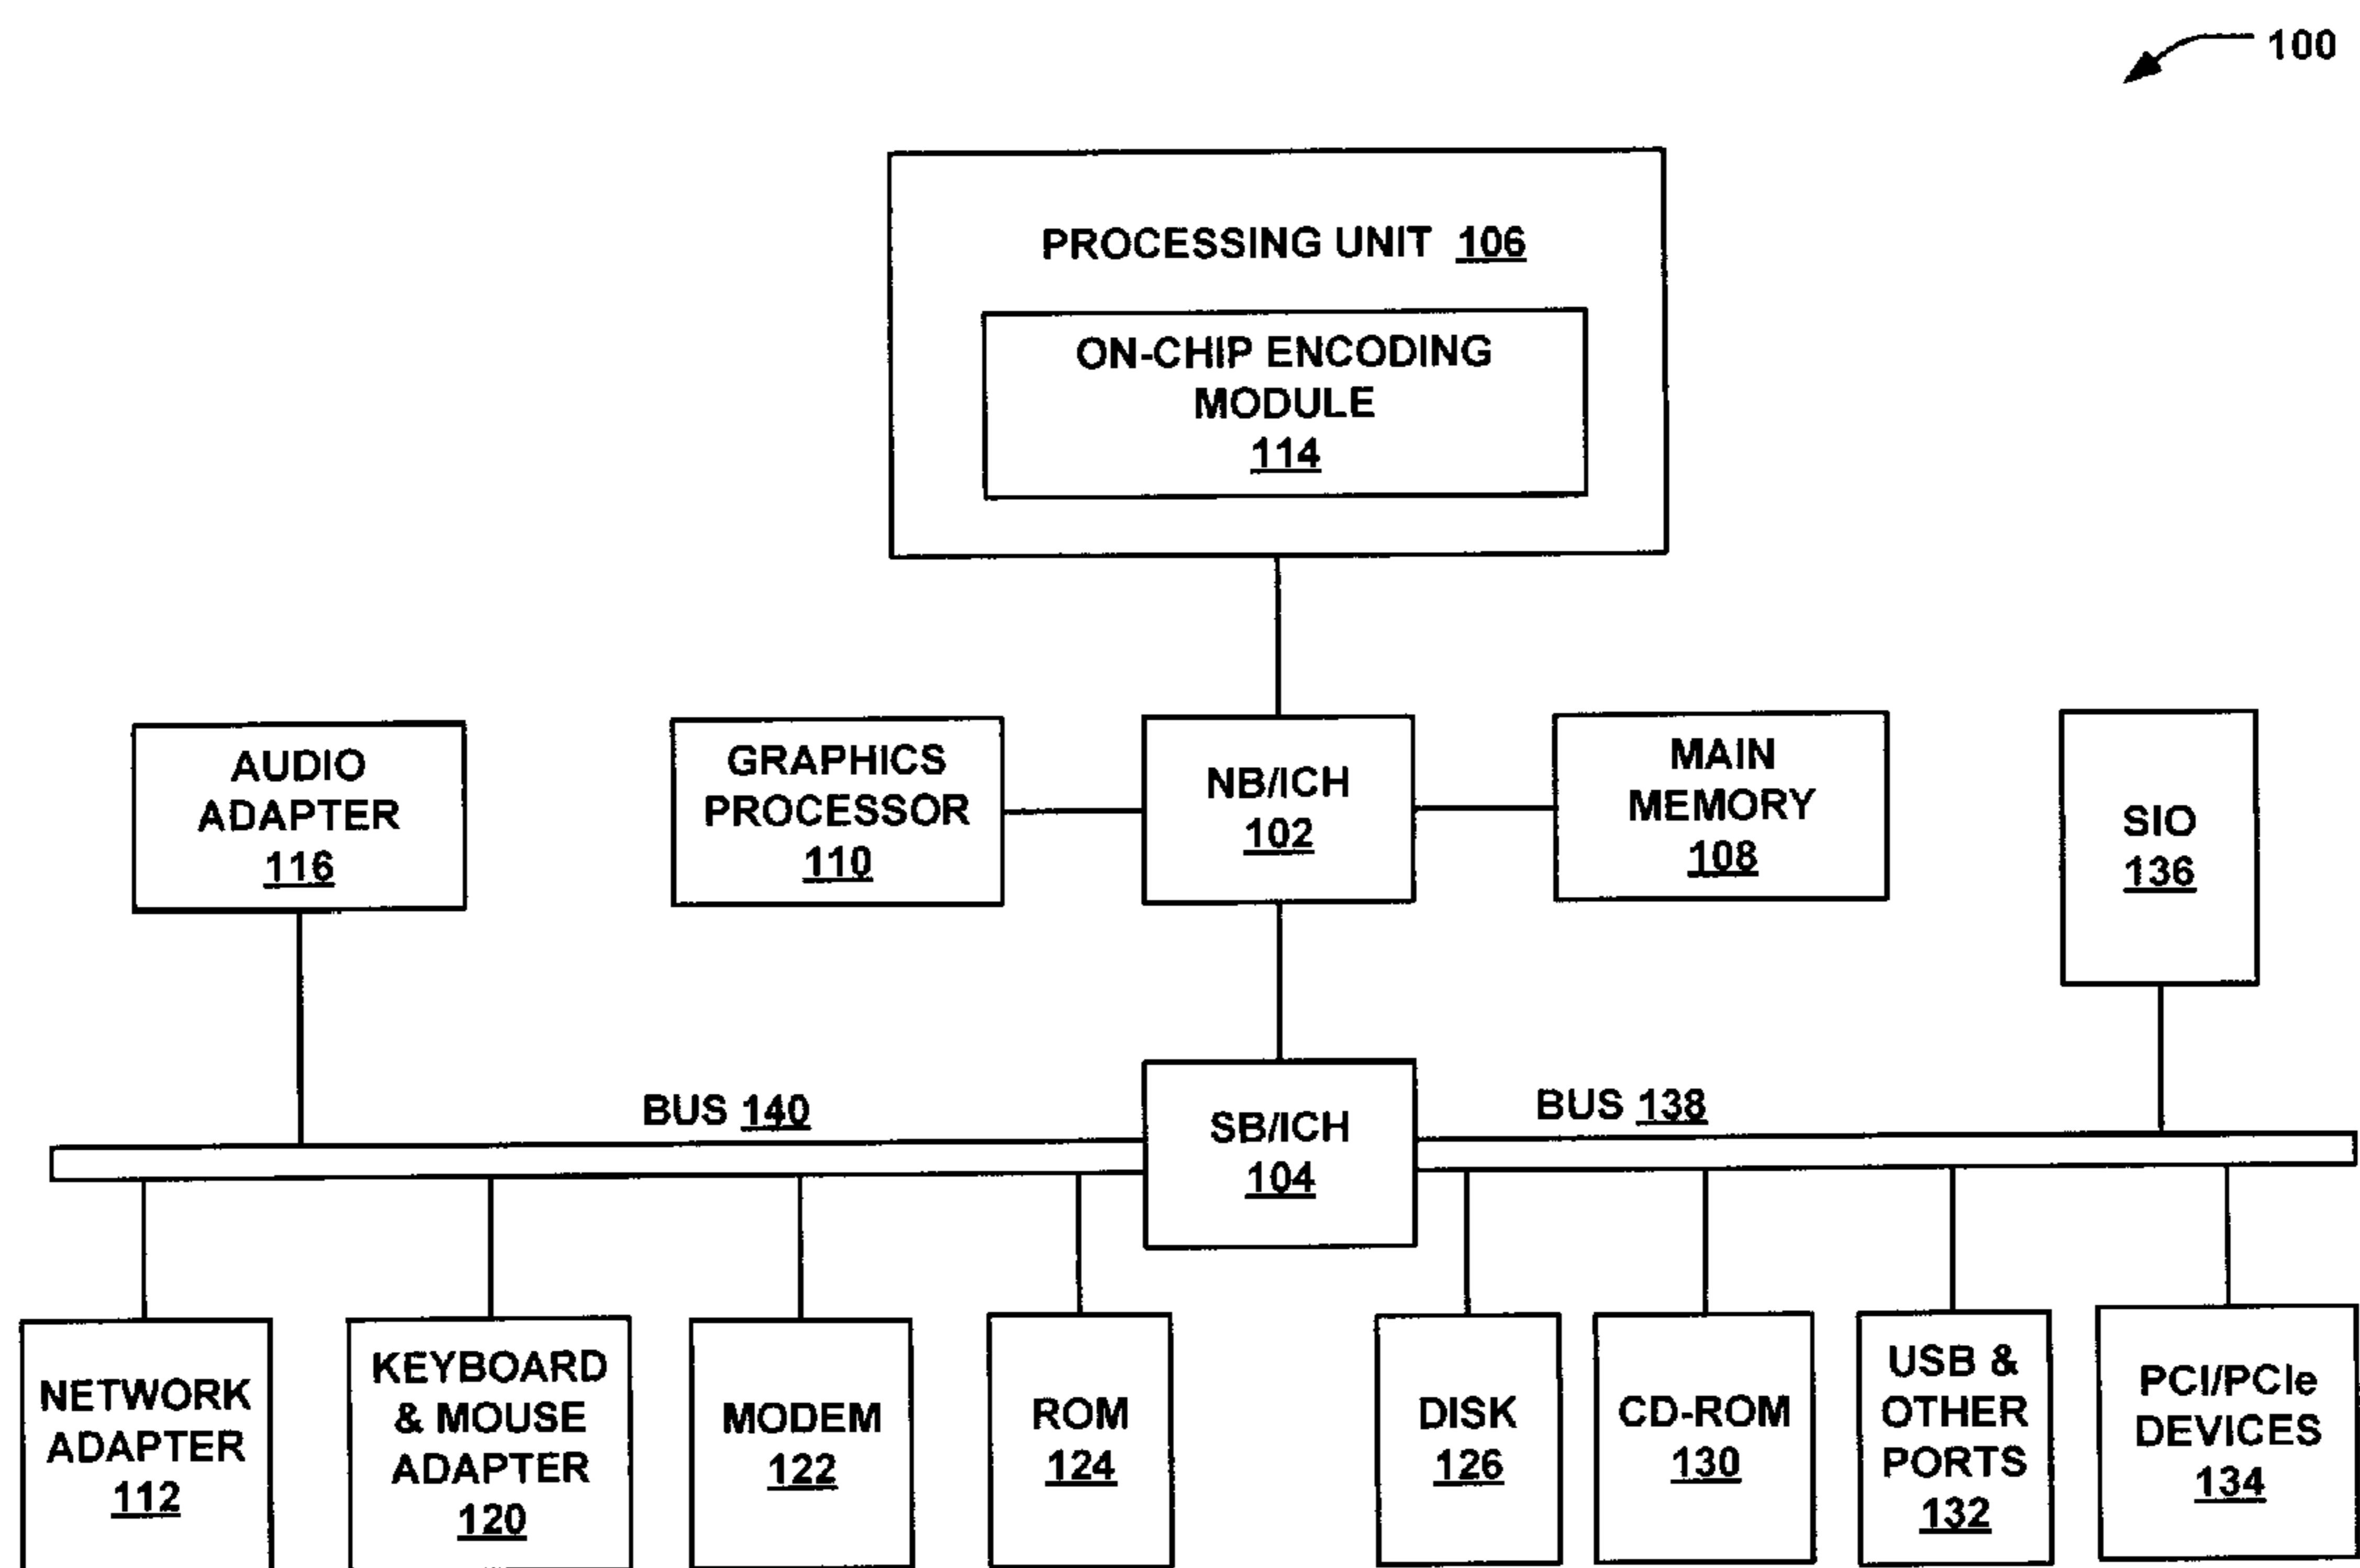 100
PROCESSING UNIT 106
ON-CHIP ENCODING
MODULE
114
AUDIO
ADAPTER
116
GRAPHICS
PROCESSOR
110
NB/ICH
102
MAIN
MEMORY
108
SIO
136
BUS 140
SB/ICH
104
BUS 138
NETWORK
ADAPTER
112
KEYBOARD
& MOUSE
ADAPTER
120
MODEM
122
ROM
124
DISK
126
CD-ROM
130
USB &
OTHER
PORTS
132
PCI/PCIe
DEVICES
134